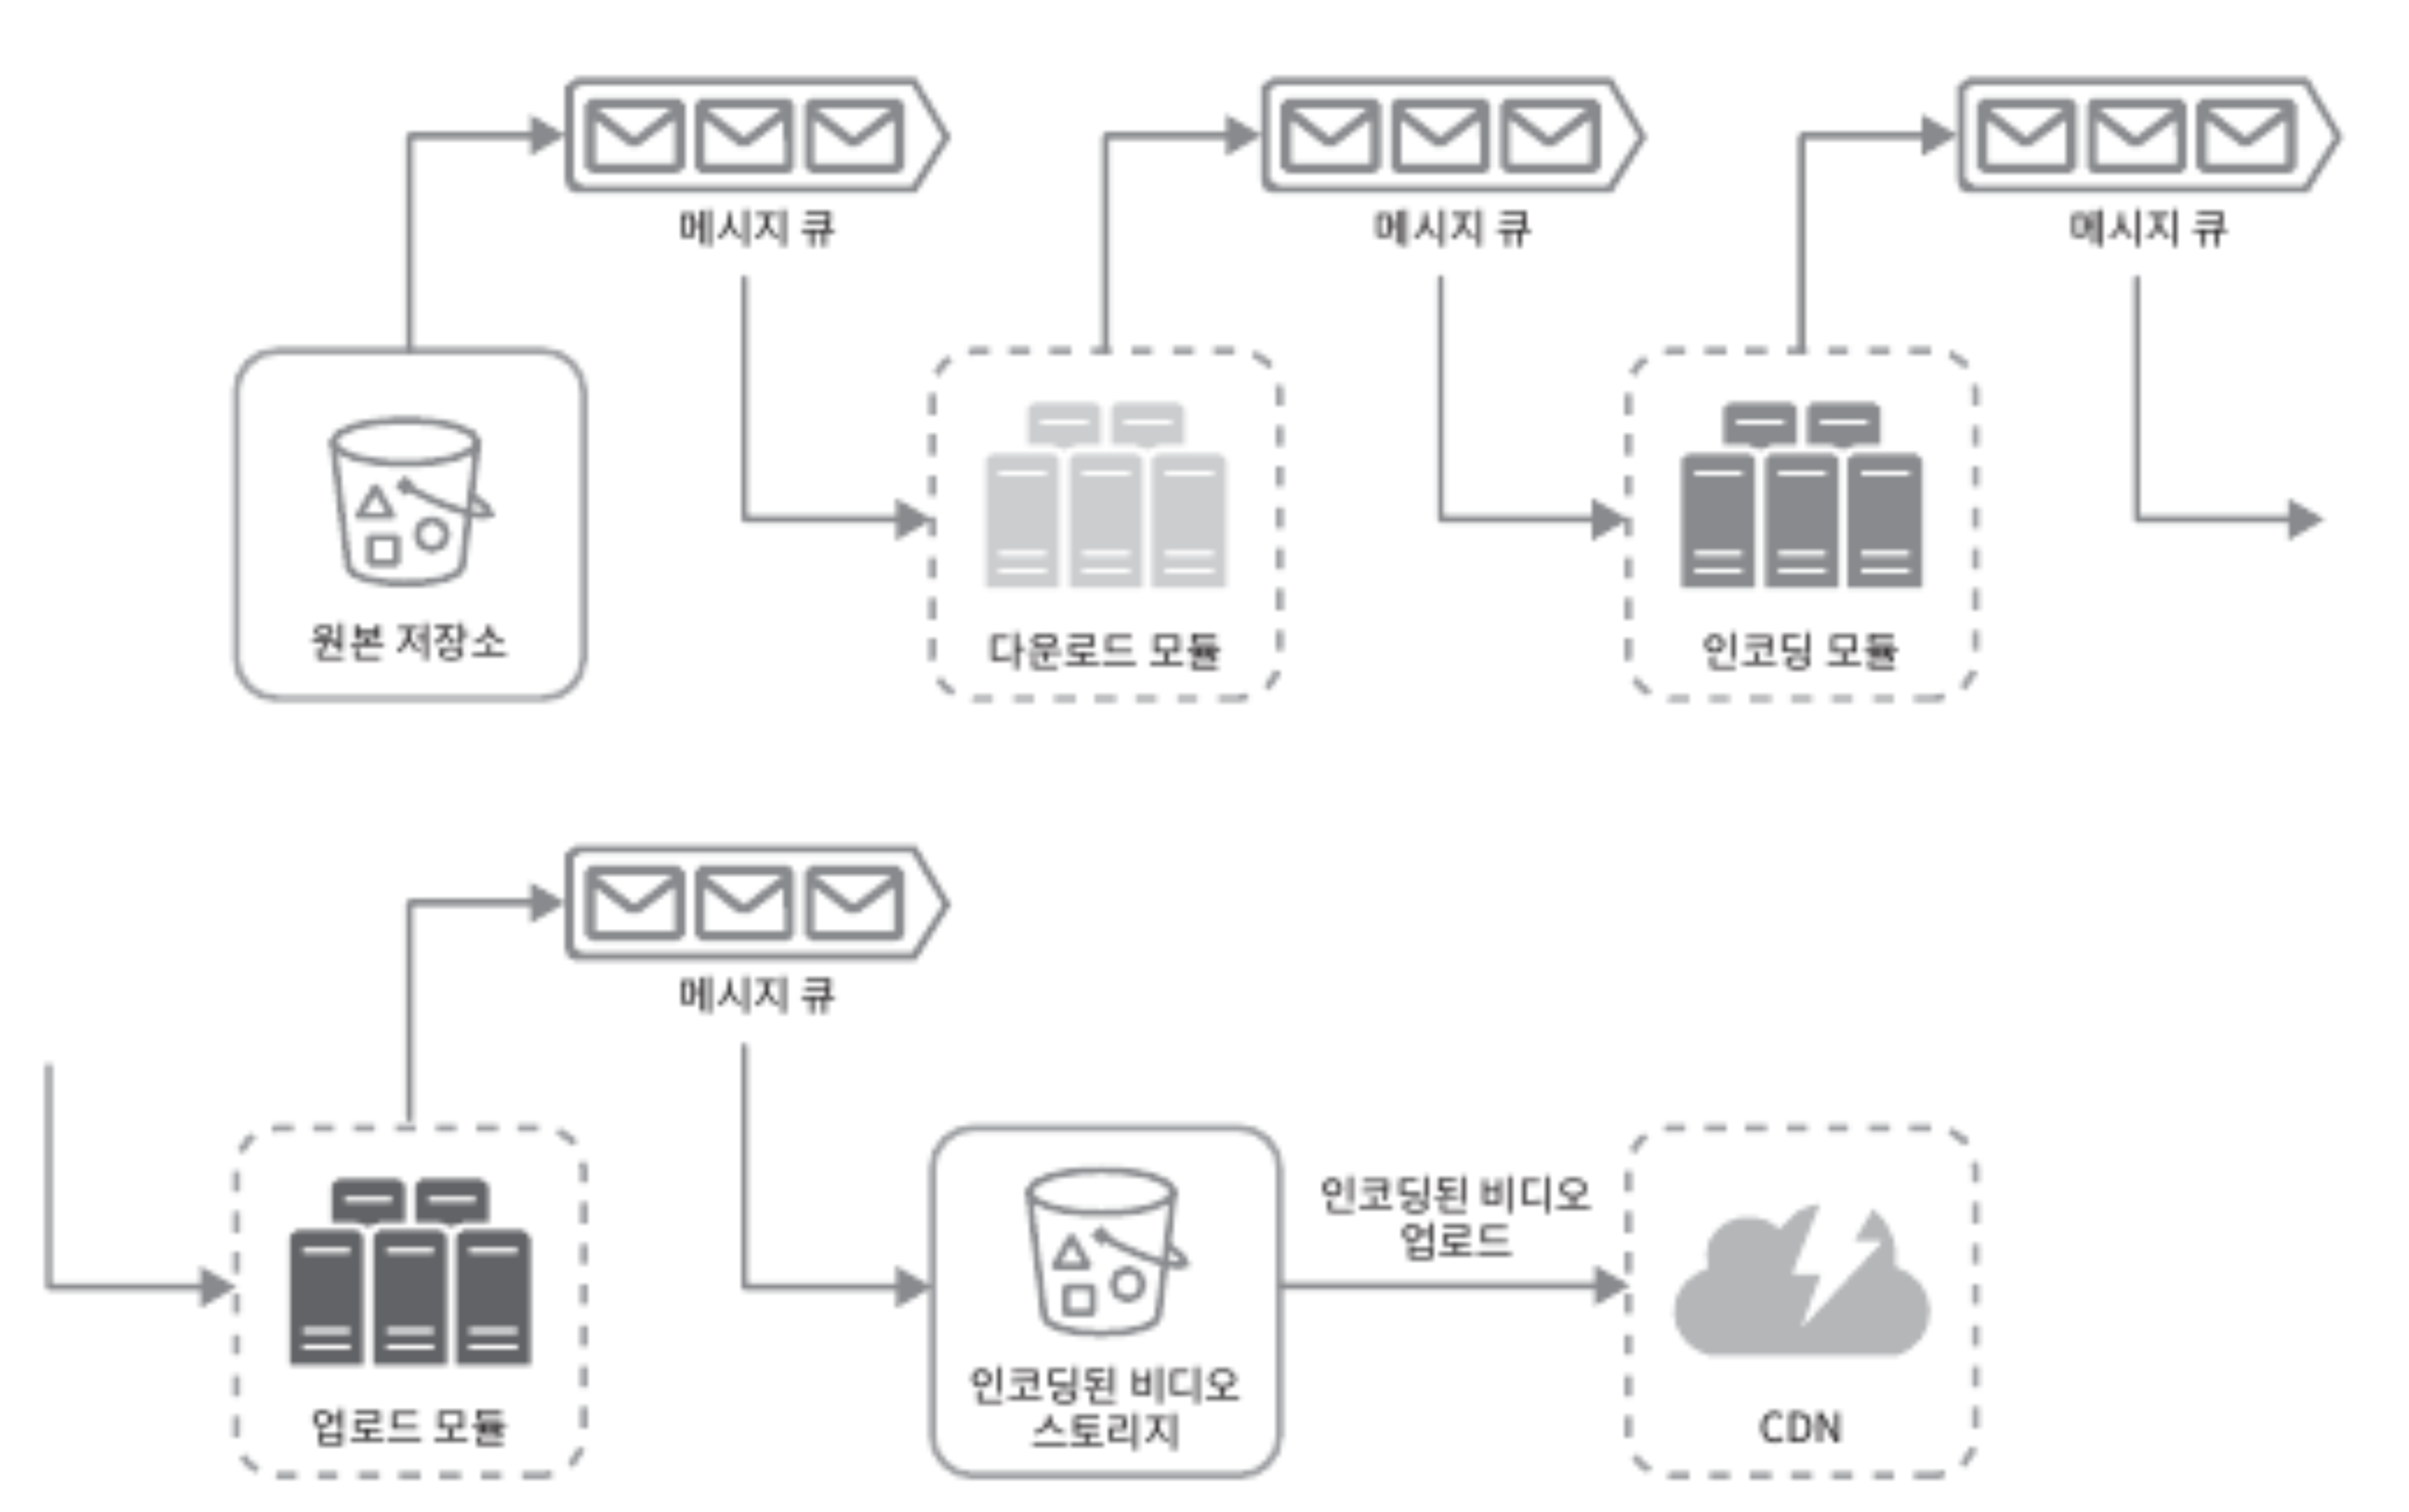 메시지 큐
메시지 큐
메시지 큐
원본 저장소
다운로드 모듈
인코딩 모듈
메시지 큐
업로드 모듈
인코딩된 비디오
스토리지
인코딩된 비디오
업로드
CDN